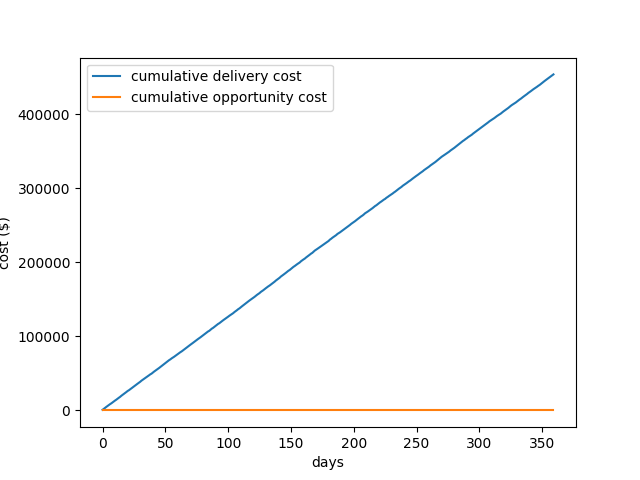 cumulative delivery cost
cumulative opportunity cost
cost ($)
400000
300000
200000
100000
0
0 50 100 150 200 250 300 350
days